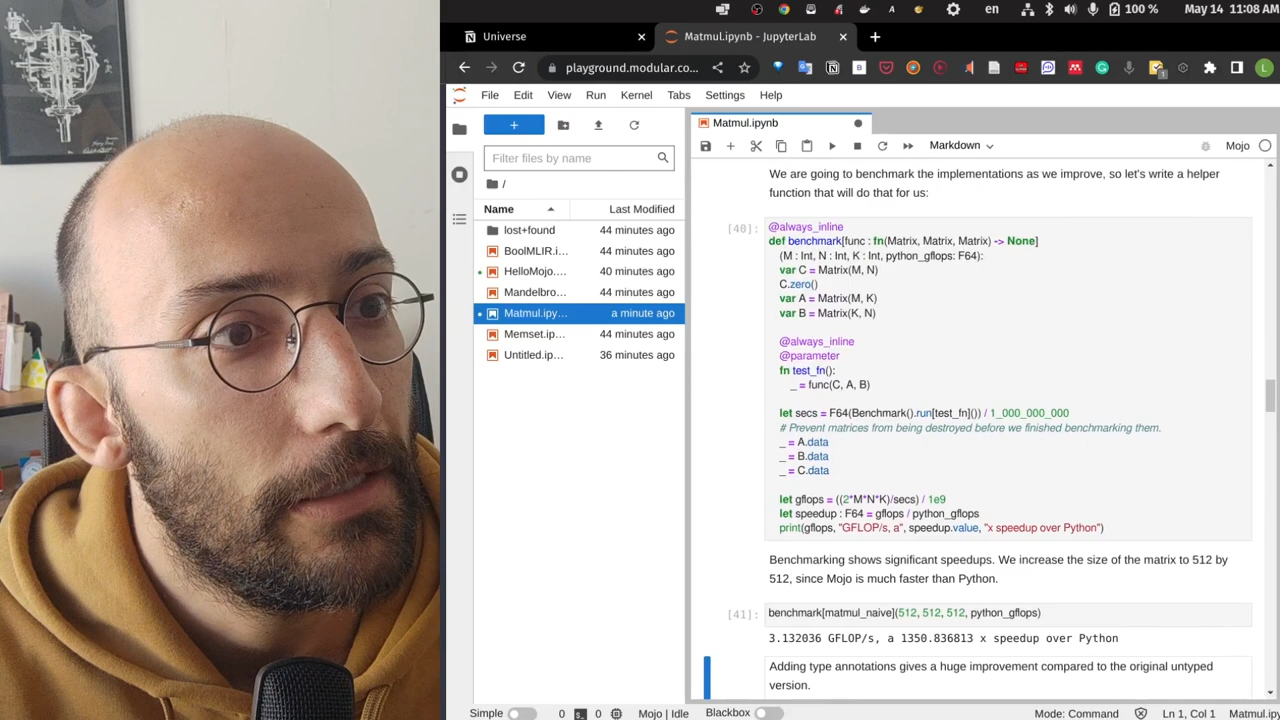 en
100 %
May 14 11:08 AM
Universe
Matmul.ipynb - JupyterLab
playground.modular.co...
File Edit View Run Kernel Tabs Settings Help
Filter files by name
/
Name Last Modified
lost+found 44 minutes ago
BoolMLIR.i... 44 minutes ago
HelloMojo.... 40 minutes ago
Mandelbro... 44 minutes ago
Matmul.ipy... a minute ago
Memset.ip... 44 minutes ago
Untitled.ip... 36 minutes ago
Matmul.ipynb
Markdown
Mojo
We are going to benchmark the implementations as we improve, so let's write a helper
function that will do that for us:
[40]:
@always_inline
def benchmark[func : fn(Matrix, Matrix, Matrix) -> None]
(M : Int, N : Int, K : Int, python_gflops: F64):
var C = Matrix(M, N)
C.zero()
var A = Matrix(M, K)
var B = Matrix(K, N)
@always_inline
@parameter
fn test_fn():
_ = func(C, A, B)
let secs = F64(Benchmark().run[test_fn]()) / 1_000_000_000
# Prevent matrices from being destroyed before we finished benchmarking them.
_ = A.data
_ = B.data
_ = C.data
let gflops = ((2*M*N*K)/secs) / 1e9
let speedup : F64 = gflops / python_gflops
print(gflops, "GFLOP/s, a", speedup.value, "x speedup over Python")
Benchmarking shows significant speedups. We increase the size of the matrix to 512 by
512, since Mojo is much faster than Python.
[41]:
benchmark[matmul_naive](512, 512, 512, python_gflops)
3.132036 GFLOP/s, a 1350.836813 x speedup over Python
Adding type annotations gives a huge improvement compared to the original untyped
version.
Simple 0 0 Mojo | Idle Blackbox Mode: Command Ln 1, Col 1 Matmul.ip